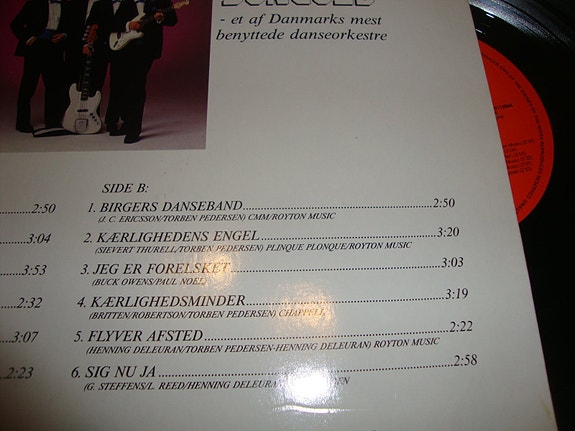 - et af Danmarks mest
benyttede danseorkestre
SIDE B:
2:50
3:04
3:53
2:32
3:07
2:23
1. BIRGERS DANSEBAND 2:50
(J. C. ERICSSON/TORBEN PEDERSEN) CMM/ROYTON MUSIC
2. KÆRLIGHEDENS ENGEL 3:20
(SIEVERT THURELL/TORBEN PEDERSEN) PLINQUE PLONQUE/ROYTON MUSIC
3. JEG ER FORELSKET 3:03
(BUCK OWENS/PAUL NOEL)
4. KÆRLIGHEDSMINDER 3:19
(BRITTEN/ROBERTSON/TORBEN PEDERSEN) CHAPPELL
5. FLYVER AFSTED 2:22
(HENNING DELEURAN/TORBEN PEDERSEN-HENNING DELEURAN) ROYTON MUSIC
6. SIG NU JA 2:58
(G. STEFFENS/L. REED/HENNING DELEURAN